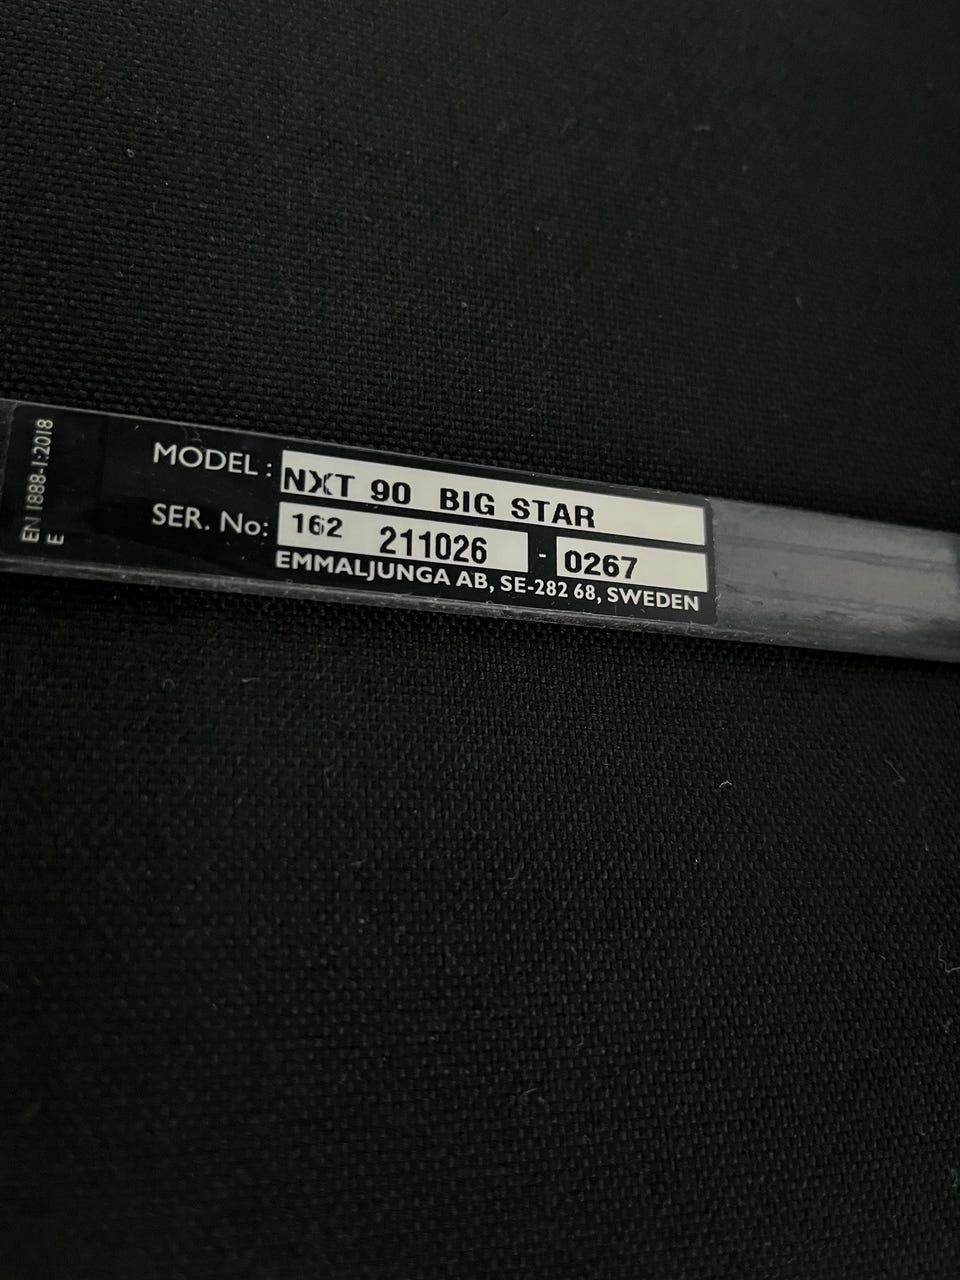 EN 1888-1:2018
E
MODEL : NXT 90 BIG STAR
SER. No: 162 211026 - 0267
EMMALJUNGA AB, SE-282 68, SWEDEN